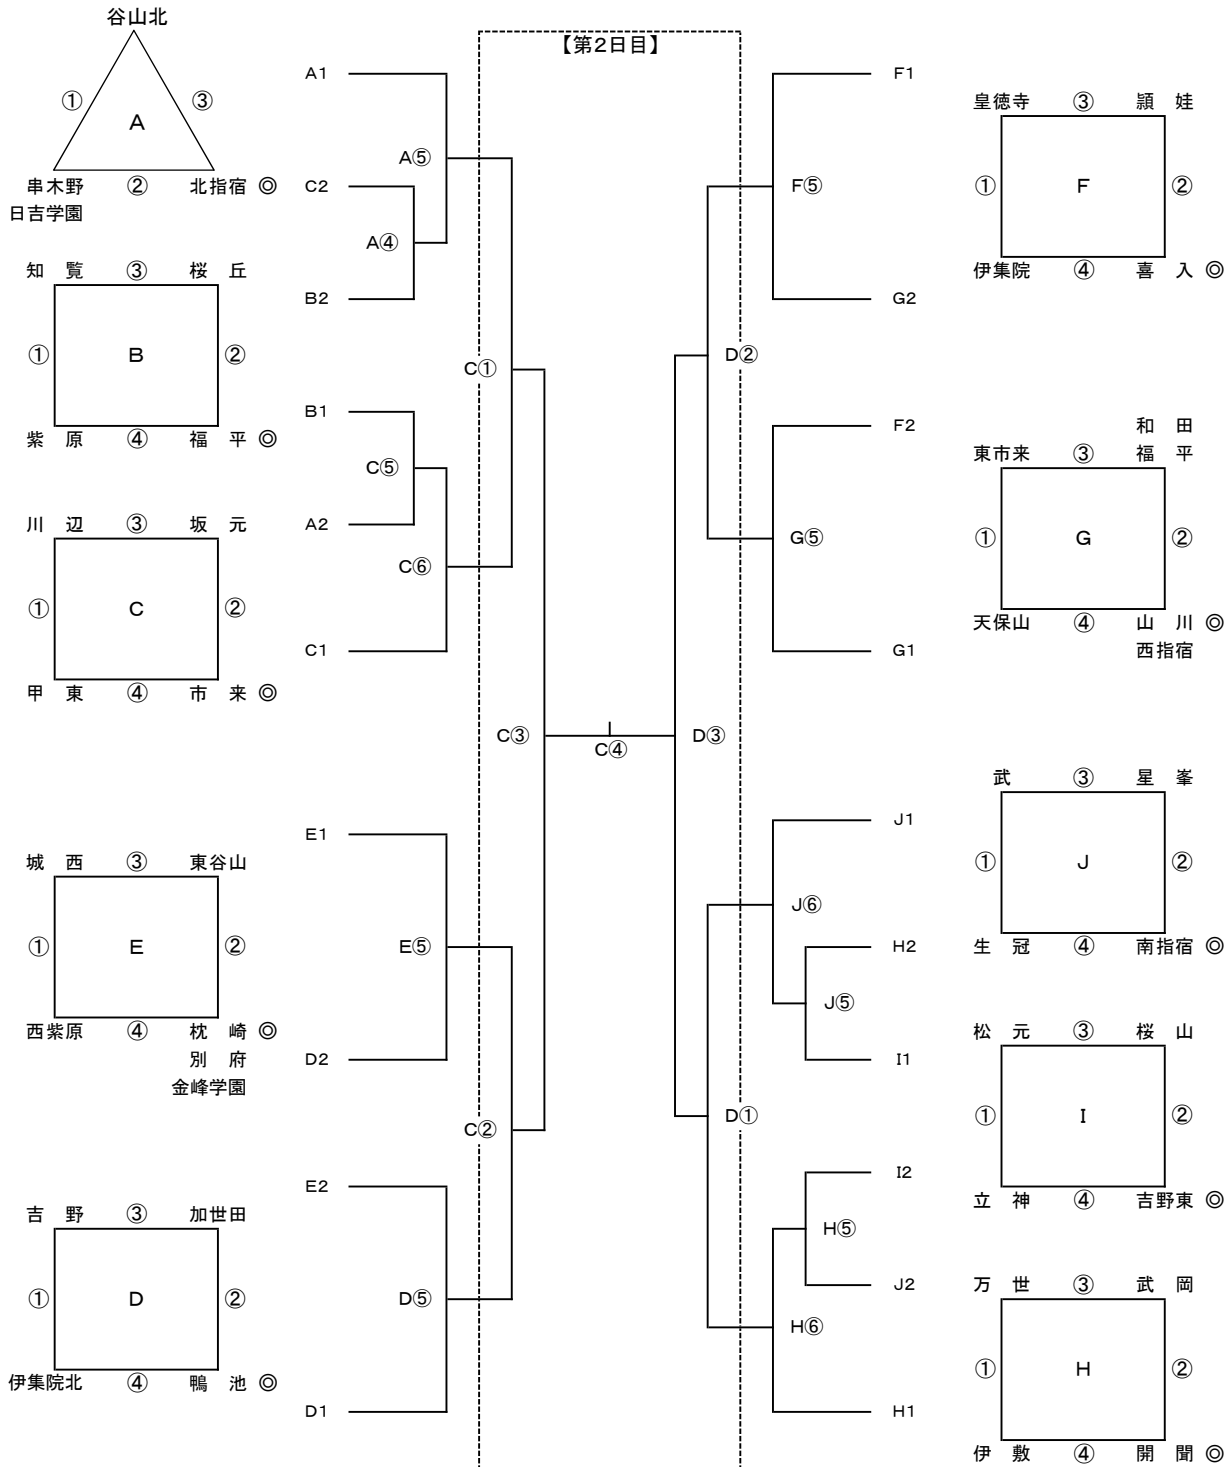 谷山北
【第2日目】
① ③
A
串木野 ② 北指宿 ◎
日吉学園
知 覧 ③ 桜 丘
① B ②
紫 原 ④ 福 平 ◎
川 辺 ③ 坂 元
① C ②
甲 東 ④ 市 来 ◎
城 西 ③ 東谷山
① E ②
西紫原 ④ 枕 崎 ◎
別 府
金峰学園
吉 野 ③ 加世田
① D ②
伊集院北 ④ 鴨 池 ◎
A1
A⑤
C2
A④
B2
C①
B1
C⑤
A2
C⑥
C1
C③
C④
E1
E⑤
D2
C②
E2
D⑤
D1
F1
F⑤
G2
D②
F2
G⑤
G1
D③
J1
J⑥
H2
J⑤
I1
D①
I2
H⑤
J2
H⑥
H1
皇徳寺 ③ 頴 娃
① F ②
伊集院 ④ 喜 入 ◎
和 田
東市来 ③ 福 平
① G ②
天保山 ④ 山 川 ◎
西指宿
武 ③ 星 峯
① J ②
生 冠 ④ 南指宿 ◎
松 元 ③ 桜 山
① I ②
立 神 ④ 吉野東 ◎
万 世 ③ 武 岡
① H ②
伊 敷 ④ 開 聞 ◎